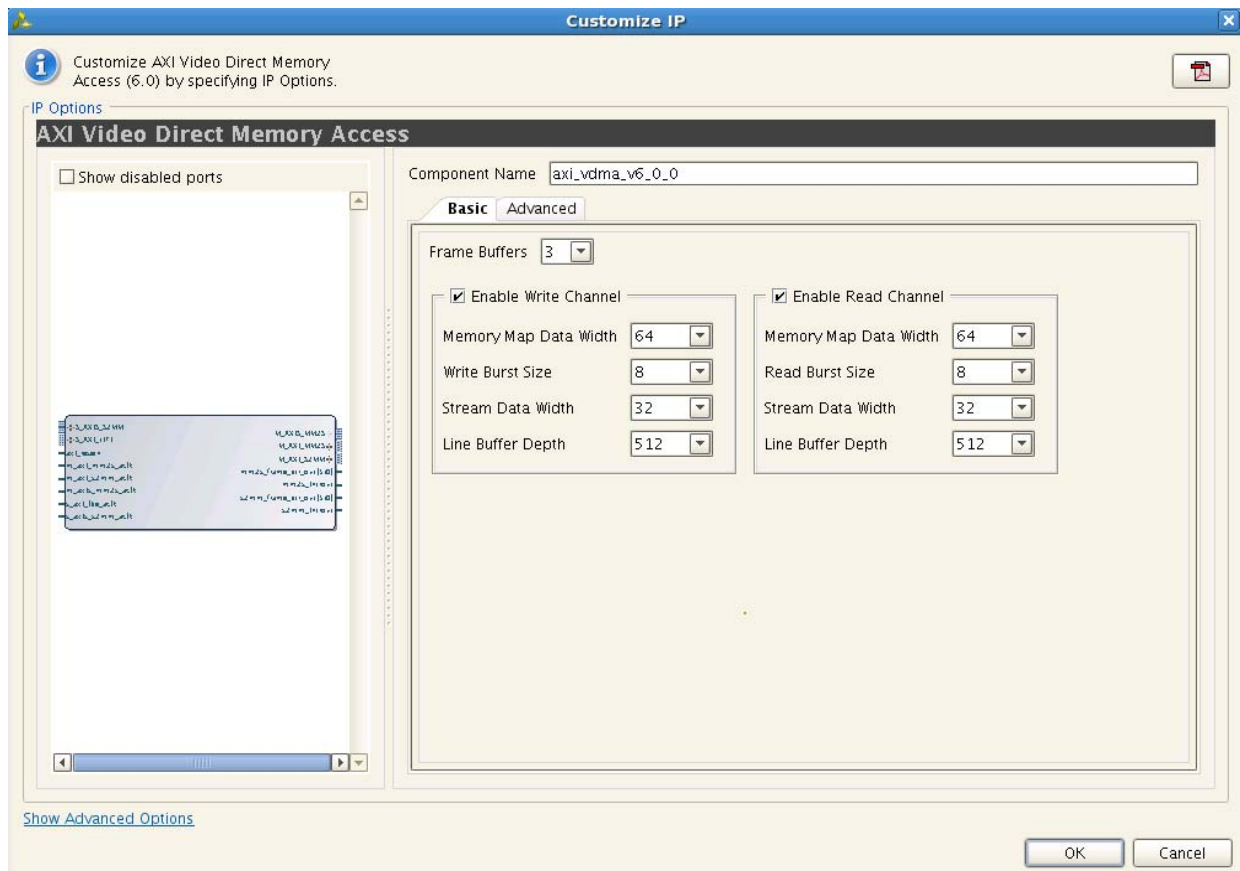 Customize IP
Customize AXI Video Direct Memory
Access (6.0) by specifying IP Options.
IP Options
AXI Video Direct Memory Access
Show disabled ports
Component Name axi_vdma_v6_0_0
Basic Advanced
Frame Buffers 3
Enable Write Channel
Memory Map Data Width 64
Write Burst Size 8
Stream Data Width 32
Line Buffer Depth 512
Enable Read Channel
Memory Map Data Width 64
Read Burst Size 8
Stream Data Width 32
Line Buffer Depth 512
Show Advanced Options
OK Cancel